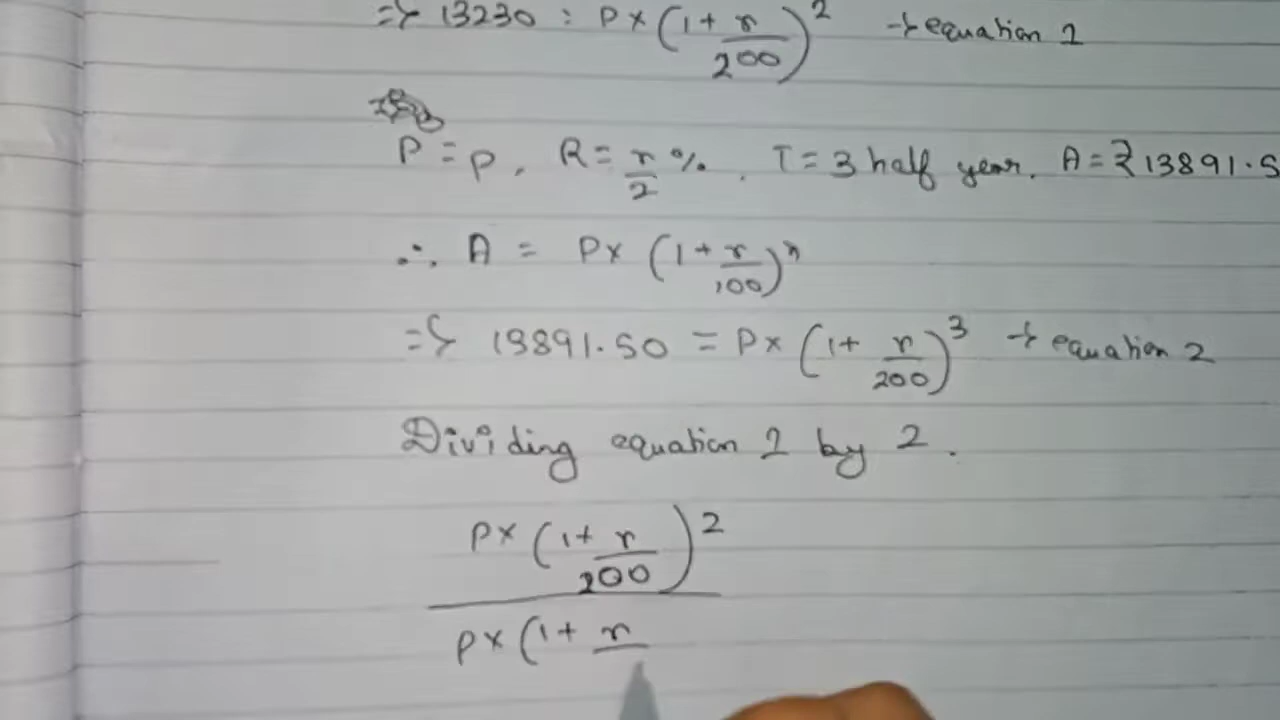 => 13230 : P× (1 + r/200)² → equation 1
P = P, R = r/2 %. T = 3 half year. A = ₹13891.5
∴ A = P× (1 + r/100)ⁿ
=> 13891.50 = P× (1 + r/200)³ → equation 2
Dividing equation 1 by 2.
P× (1 + r/200)²
P× (1 + r